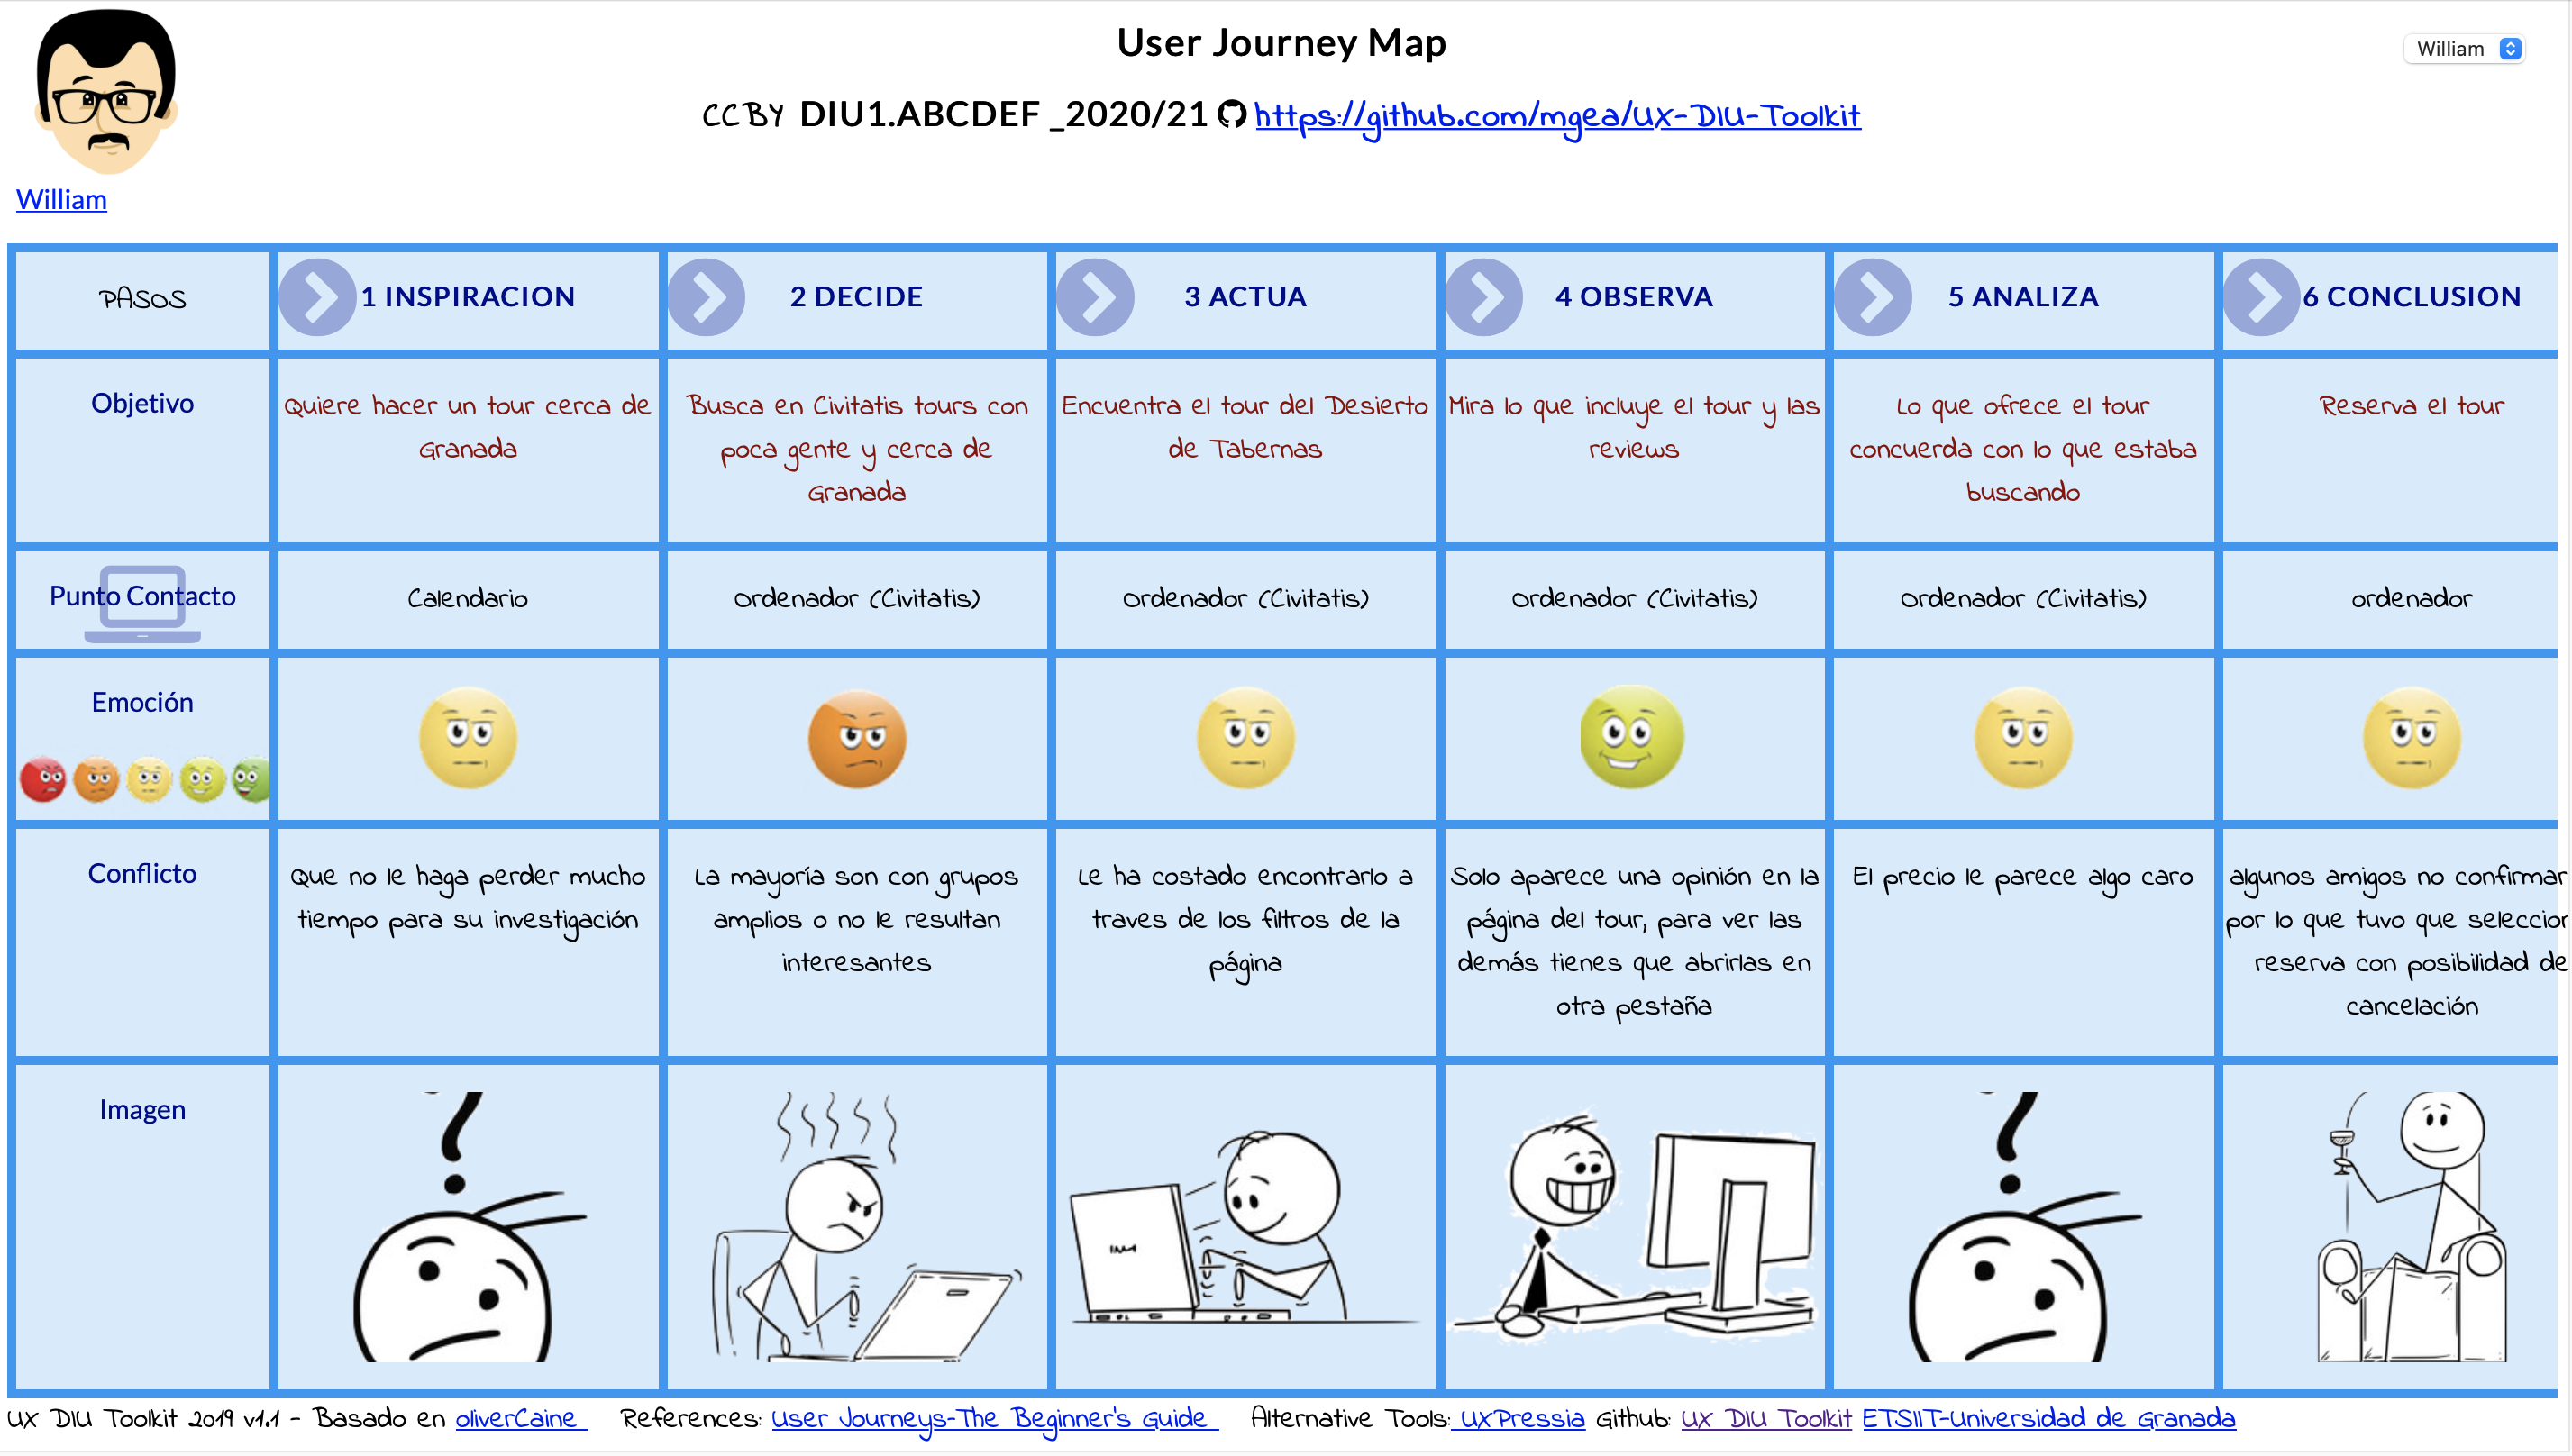 User Journey Map
William
CCBY DIU1.ABCDEF _2020/21 https://github.com/mgea/UX-DIU-Toolkit
William
PASOS
1 INSPIRACION
2 DECIDE
3 ACTUA
4 OBSERVA
5 ANALIZA
6 CONCLUSION
Objetivo
Quiere hacer un tour cerca de
Granada
Busca en Civitatis tours con
poca gente y cerca de
Granada
Encuentra el tour del Desierto
de Tabernas
Mira lo que incluye el tour y las
reviews
Lo que ofrece el tour
concuerda con lo que estaba
buscando
Reserva el tour
Punto Contacto
Calendario
Ordenador (Civitatis)
Ordenador (Civitatis)
Ordenador (Civitatis)
Ordenador (Civitatis)
ordenador
Emoción
Conflicto
Que no le haga perder mucho
tiempo para su investigación
La mayoría son con grupos
amplios o no le resultan
interesantes
Le ha costado encontrarlo a
traves de los filtros de la
página
Solo aparece una opinión en la
página del tour, para ver las
demás tienes que abrirlas en
otra pestaña
El precio le parece algo caro
algunos amigos no confirmar
por lo que tuvo que seleccior
reserva con posibilidad de
cancelación
Imagen
UX DIU Toolkit 2019 v1.1 - Basado en oliverCaine References: User Journeys-The Beginner's Guide Alternative Tools: UXPressia Github: UX DIU Toolkit ETSIIT-Universidad de Granada